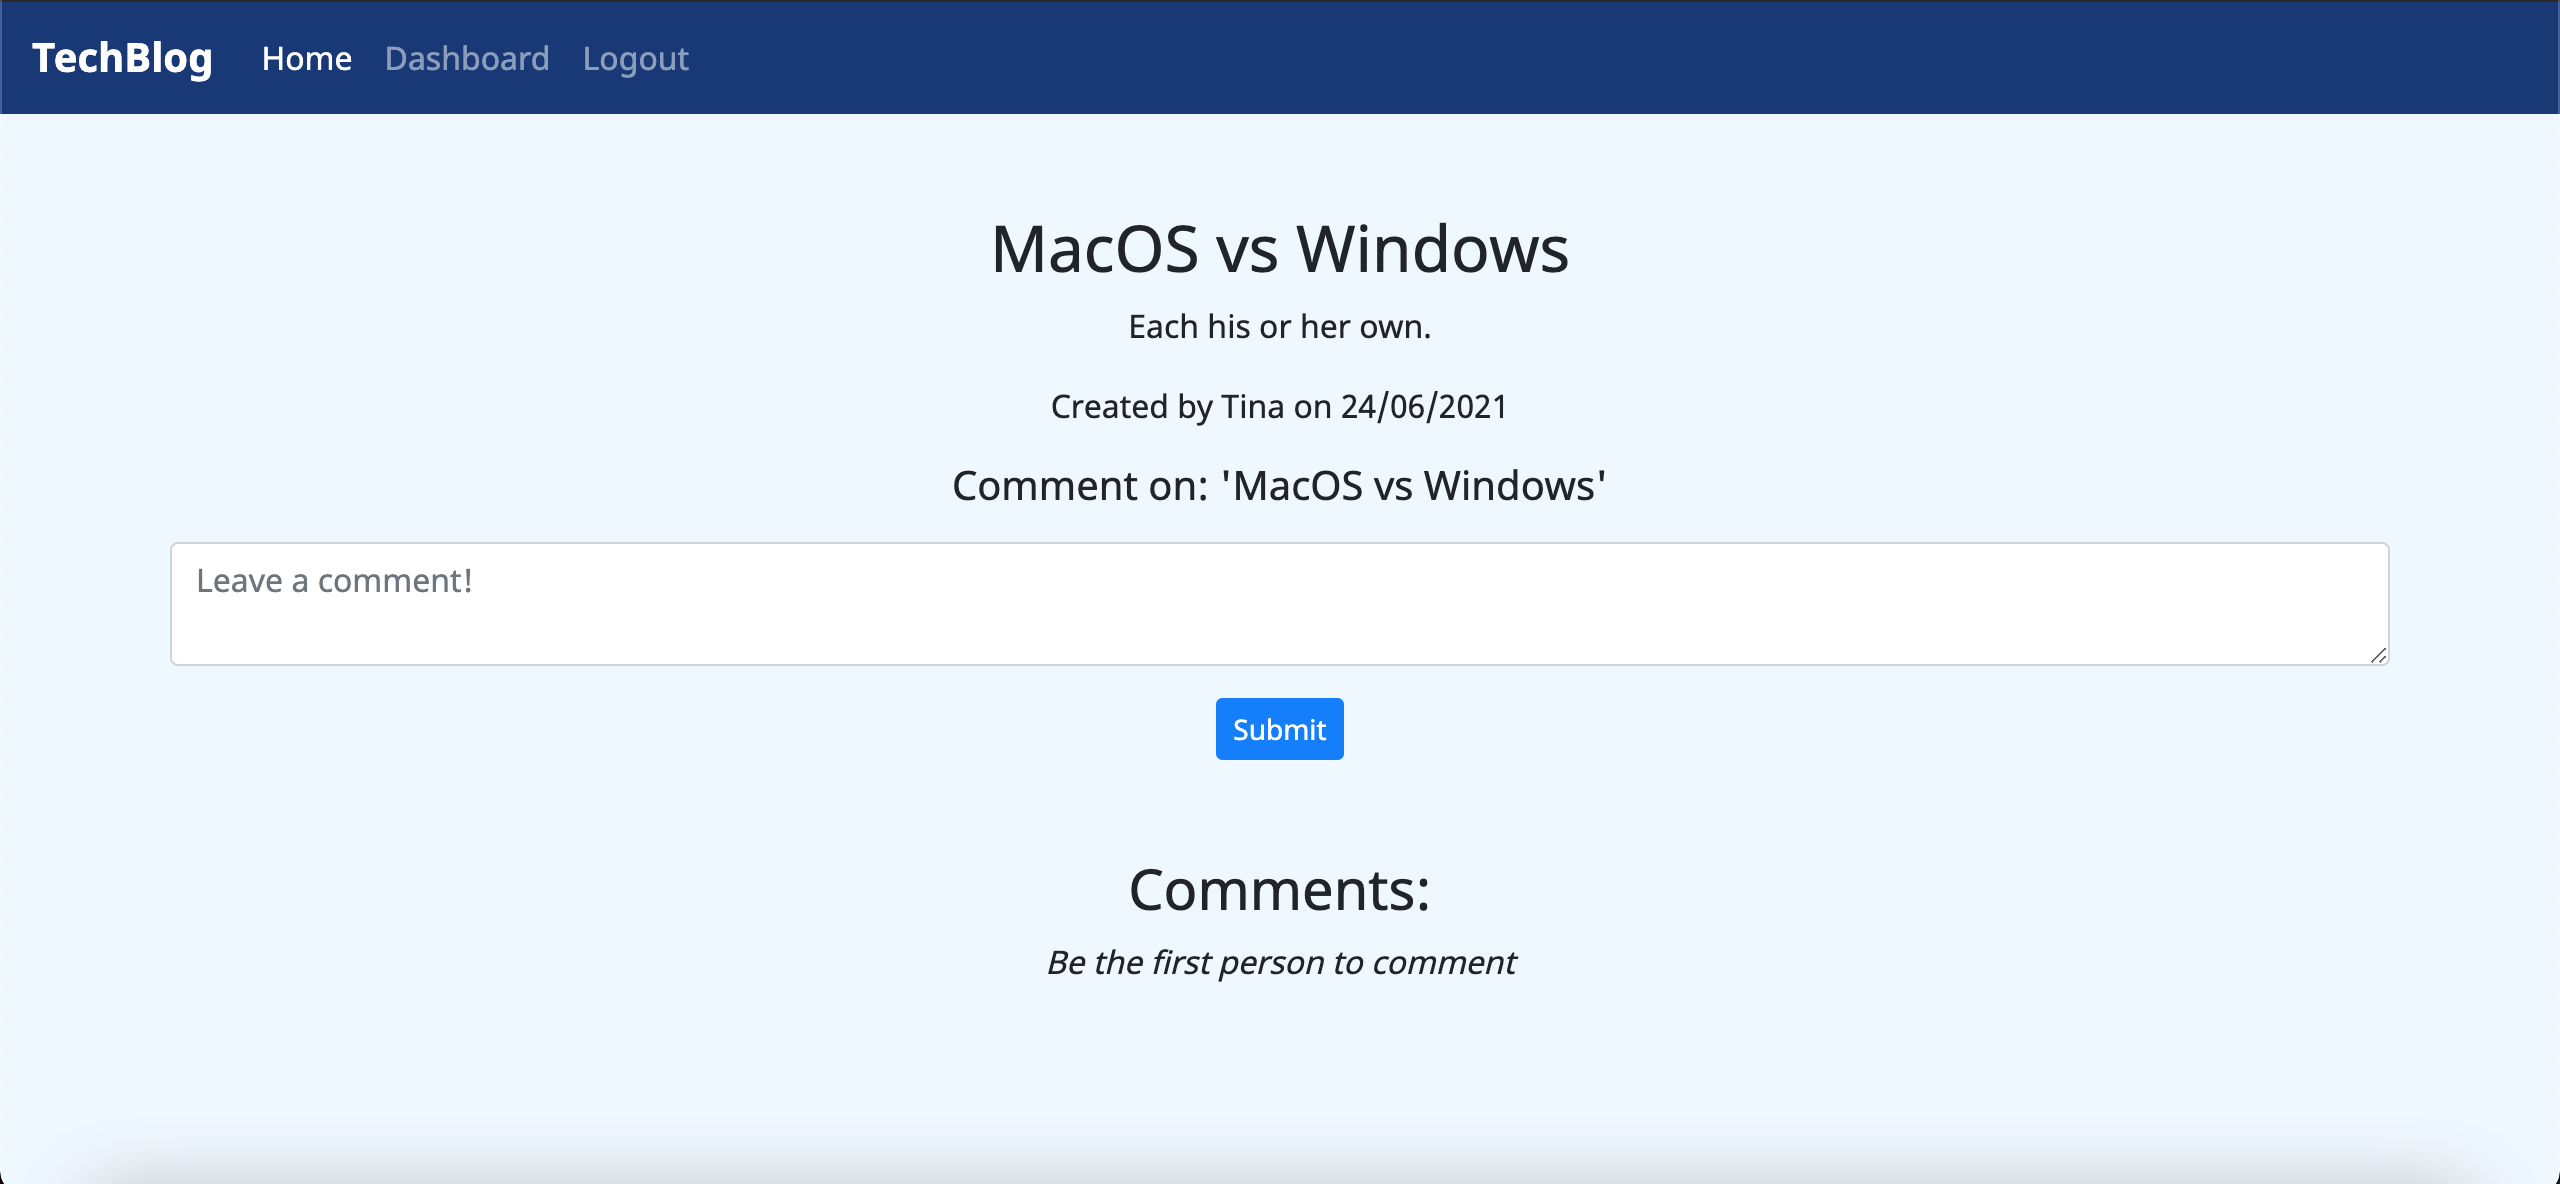 TechBlog Home Dashboard Logout
MacOS vs Windows
Each his or her own.
Created by Tina on 24/06/2021
Comment on: 'MacOS vs Windows'
Leave a comment!
Submit
Comments:
Be the first person to comment